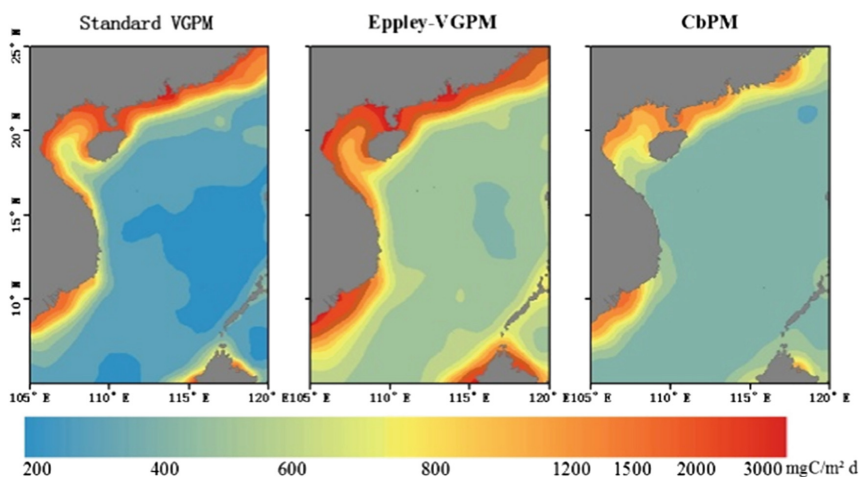 Standard VGPM Eppley-VGPM CbPM
25° N
20° N
15° N
10° N
105° E 110° E 115° E 120° E 105° E 110° E 115° E 120° E 105° E 110° E 115° E 120° E
200 400 600 800 1200 1500 2000 3000 mgC/m² d